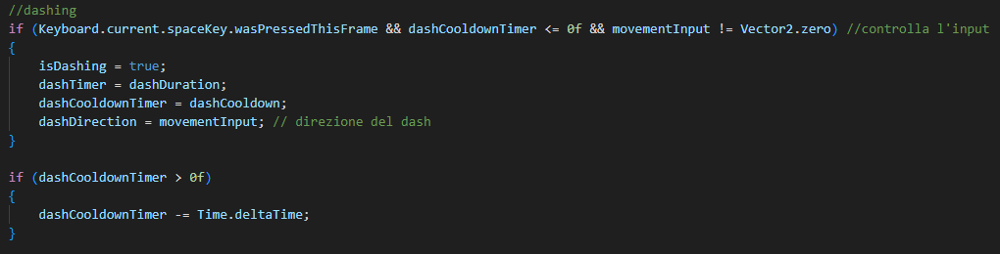 //dashing
if (Keyboard.current.spaceKey.wasPressedThisFrame && dashCooldownTimer <= 0f && movementInput != Vector2.zero) //controlla l'input
{
    isDashing = true;
    dashTimer = dashDuration;
    dashCooldownTimer = dashCooldown;
    dashDirection = movementInput; // direzione del dash
}

if (dashCooldownTimer > 0f)
{
    dashCooldownTimer -= Time.deltaTime;
}